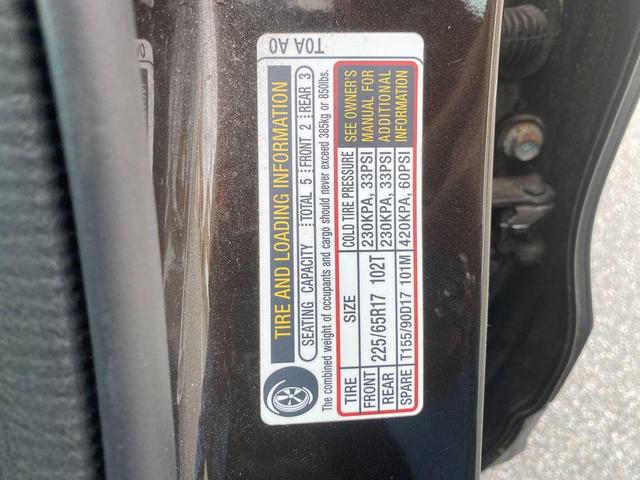 T0A A0
TIRE AND LOADING INFORMATION
SEATING CAPACITY TOTAL 5 FRONT 2 REAR 3
The combined weight of occupants and cargo should never exceed 385kg or 850lbs.
TIRE SIZE COLD TIRE PRESSURE
FRONT 225/65R17 102T 230KPA, 33PSI
REAR 230KPA, 33PSI
SPARE T155/90D17 101M 420KPA, 60PSI
SEE OWNER'S
MANUAL FOR
ADDITIONAL
INFORMATION